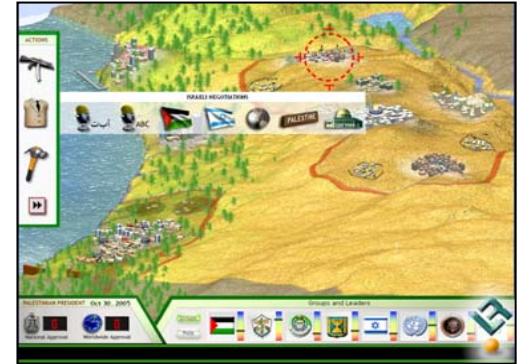 ACTIONS
ISRAELI NEGOTIATIONS
ABC
PALESTINE
PALESTINIAN PRESIDENT Oct 30, 2005
Groups and Leaders
0
0
National Approval
Worldwide Approval